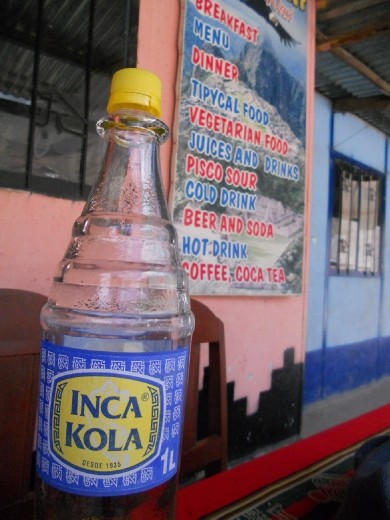 BREAKFAST
MENU
DINNER
TIPYCAL FOOD
VEGETARIAN FOOD
JUICES AND DRINKS
PISCO SOUR
COLD DRINK
BEER AND SODA
HOT DRINK
COFFEE, COCA TEA
INCA
KOLA®
DESDE 1935
1L